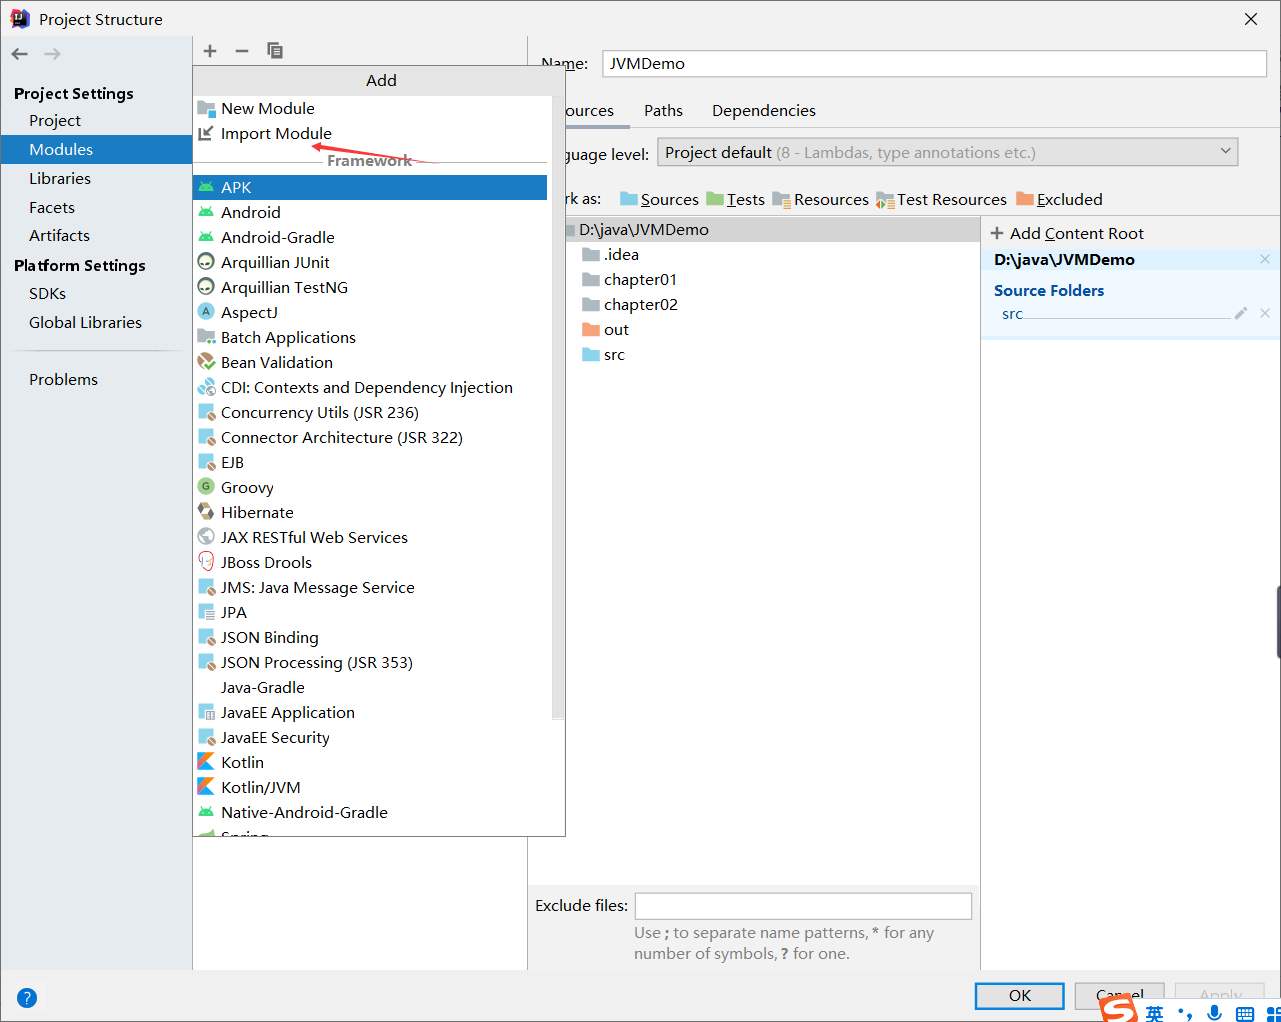 Project Structure
Project Settings
Project
Modules
Libraries
Facets
Artifacts
Platform Settings
SDKs
Global Libraries
Problems
Add
New Module
Import Module
Framework
APK
Android
Android-Gradle
Arquillian JUnit
Arquillian TestNG
AspectJ
Batch Applications
Bean Validation
CDI: Contexts and Dependency Injection
Concurrency Utils (JSR 236)
Connector Architecture (JSR 322)
EJB
Groovy
Hibernate
JAX RESTful Web Services
JBoss Drools
JMS: Java Message Service
JPA
JSON Binding
JSON Processing (JSR 353)
Java-Gradle
JavaEE Application
JavaEE Security
Kotlin
Kotlin/JVM
Native-Android-Gradle
Spring
Name: JVMDemo
ources Paths Dependencies
guage level: Project default (8 - Lambdas, type annotations etc.)
rk as: Sources Tests Resources Test Resources Excluded
D:\java\JVMDemo
.idea
chapter01
chapter02
out
src
+ Add Content Root
D:\java\JVMDemo
Source Folders
src
Exclude files:
Use ; to separate name patterns, * for any
number of symbols, ? for one.
OK Cancel Apply
英